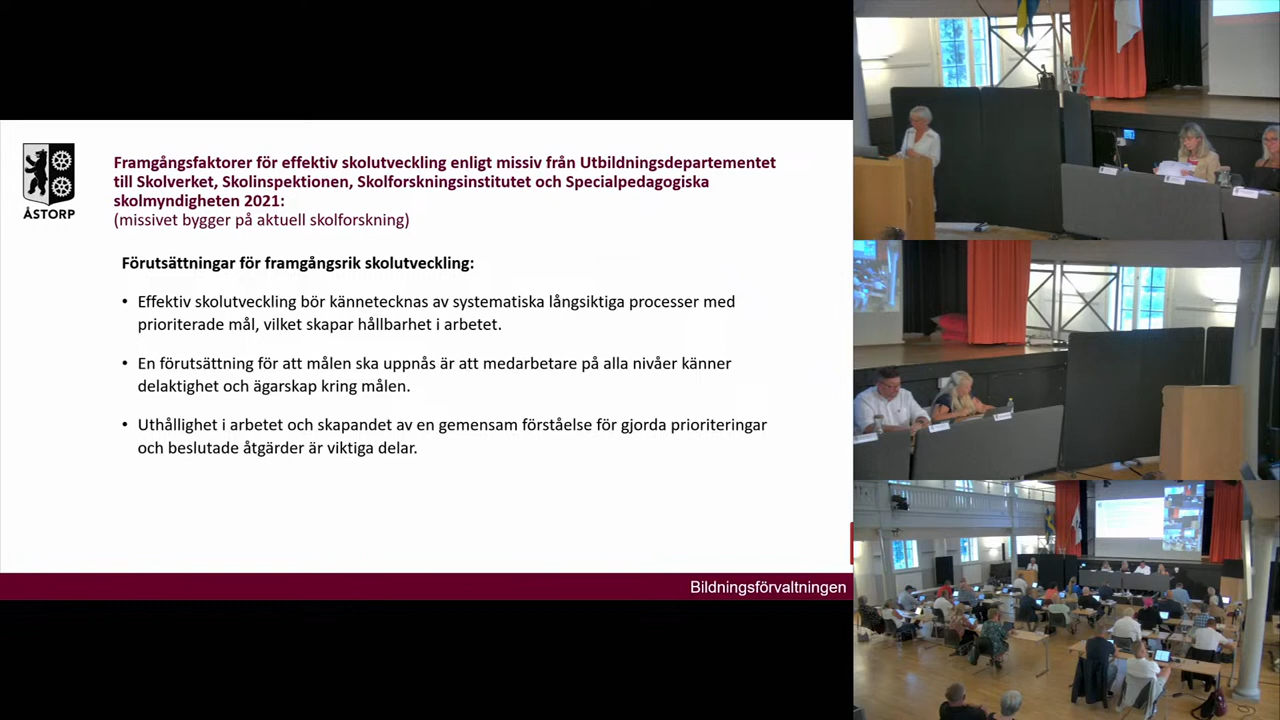 Framgångsfaktorer för effektiv skolutveckling enligt missiv från Utbildningsdepartementet
till Skolverket, Skolinspektionen, Skolforskningsinstitutet och Specialpedagogiska
skolmyndigheten 2021:
(missivet bygger på aktuell skolforskning)
ÅSTORP
Förutsättningar för framgångsrik skolutveckling:
• Effektiv skolutveckling bör kännetecknas av systematiska långsiktiga processer med
prioriterade mål, vilket skapar hållbarhet i arbetet.
• En förutsättning för att målen ska uppnås är att medarbetare på alla nivåer känner
delaktighet och ägarskap kring målen.
• Uthållighet i arbetet och skapandet av en gemensam förståelse för gjorda prioriteringar
och beslutade åtgärder är viktiga delar.
Bildningsförvaltningen